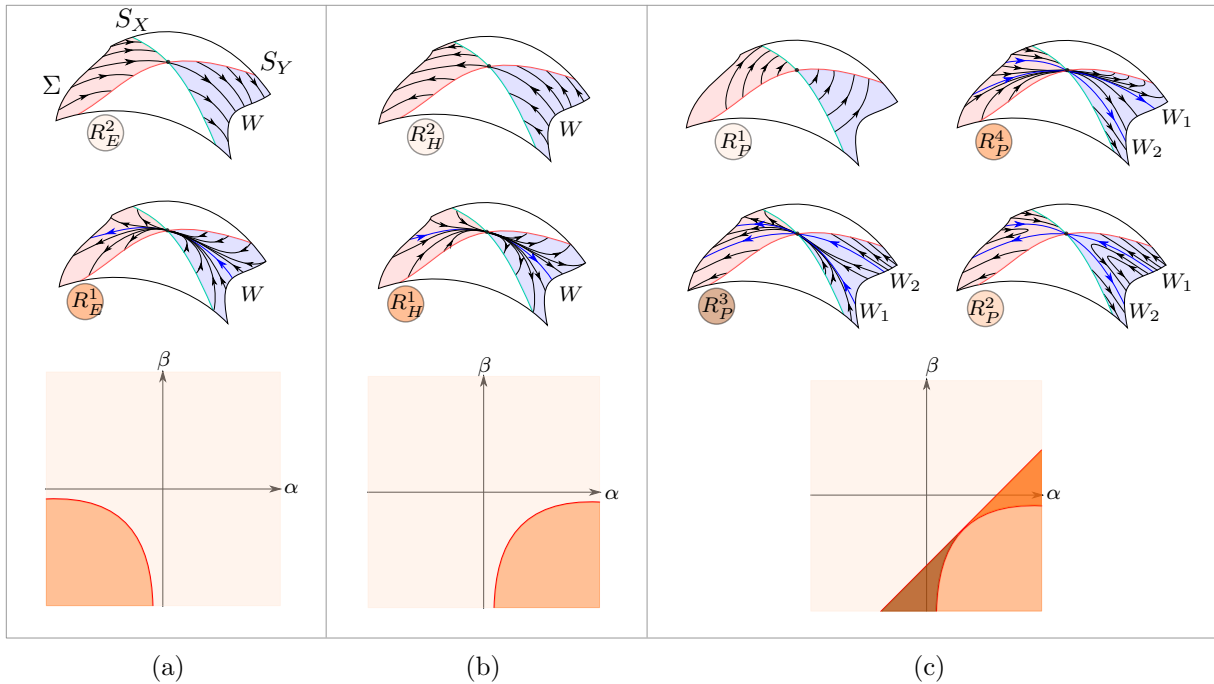 S_X
S_Y
Σ
W
R_E^2
W
R_H^2
R_P^1
W_1
W_2
R_P^4
W
R_E^1
W
R_H^1
W_2
W_1
R_P^3
W_1
W_2
R_P^2
β
α
β
α
β
α
(a)
(b)
(c)